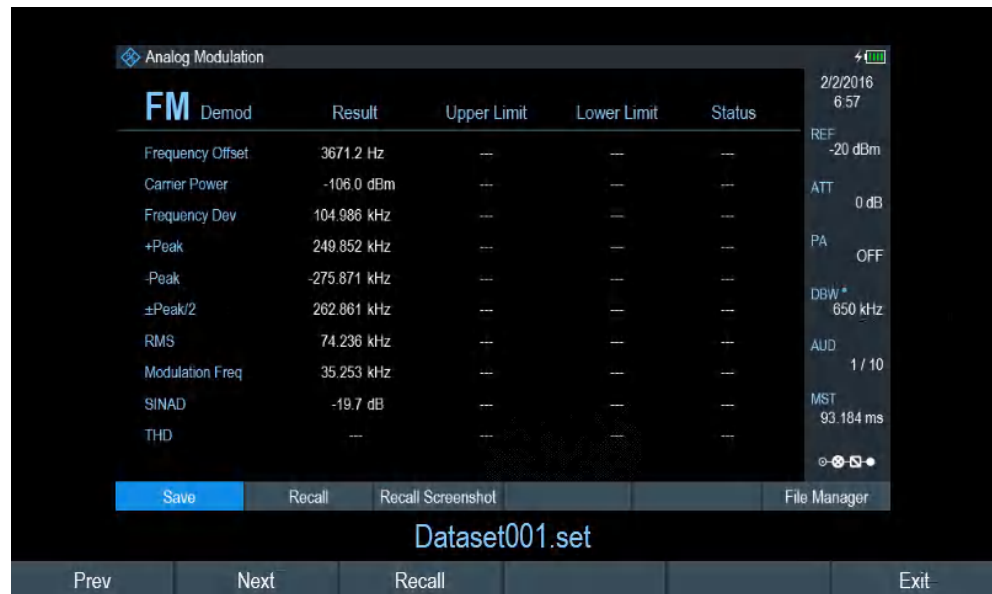 Analog Modulation
2/2/2016
6:57
FM Demod Result Upper Limit Lower Limit Status
REF
-20 dBm
Frequency Offset 3671.2 Hz --- --- ---
Carrier Power -106.0 dBm --- --- ---
ATT
0 dB
Frequency Dev 104.986 kHz --- --- ---
+Peak 249.852 kHz --- --- ---
PA
OFF
-Peak -275.871 kHz --- --- ---
±Peak/2 262.861 kHz --- --- ---
DBW *
650 kHz
RMS 74.236 kHz --- --- ---
AUD
1 / 10
Modulation Freq 35.253 kHz --- --- ---
SINAD -19.7 dB --- --- ---
MST
93.184 ms
THD --- --- --- ---
Save Recall Recall Screenshot File Manager
Dataset001.set
Prev Next Recall Exit